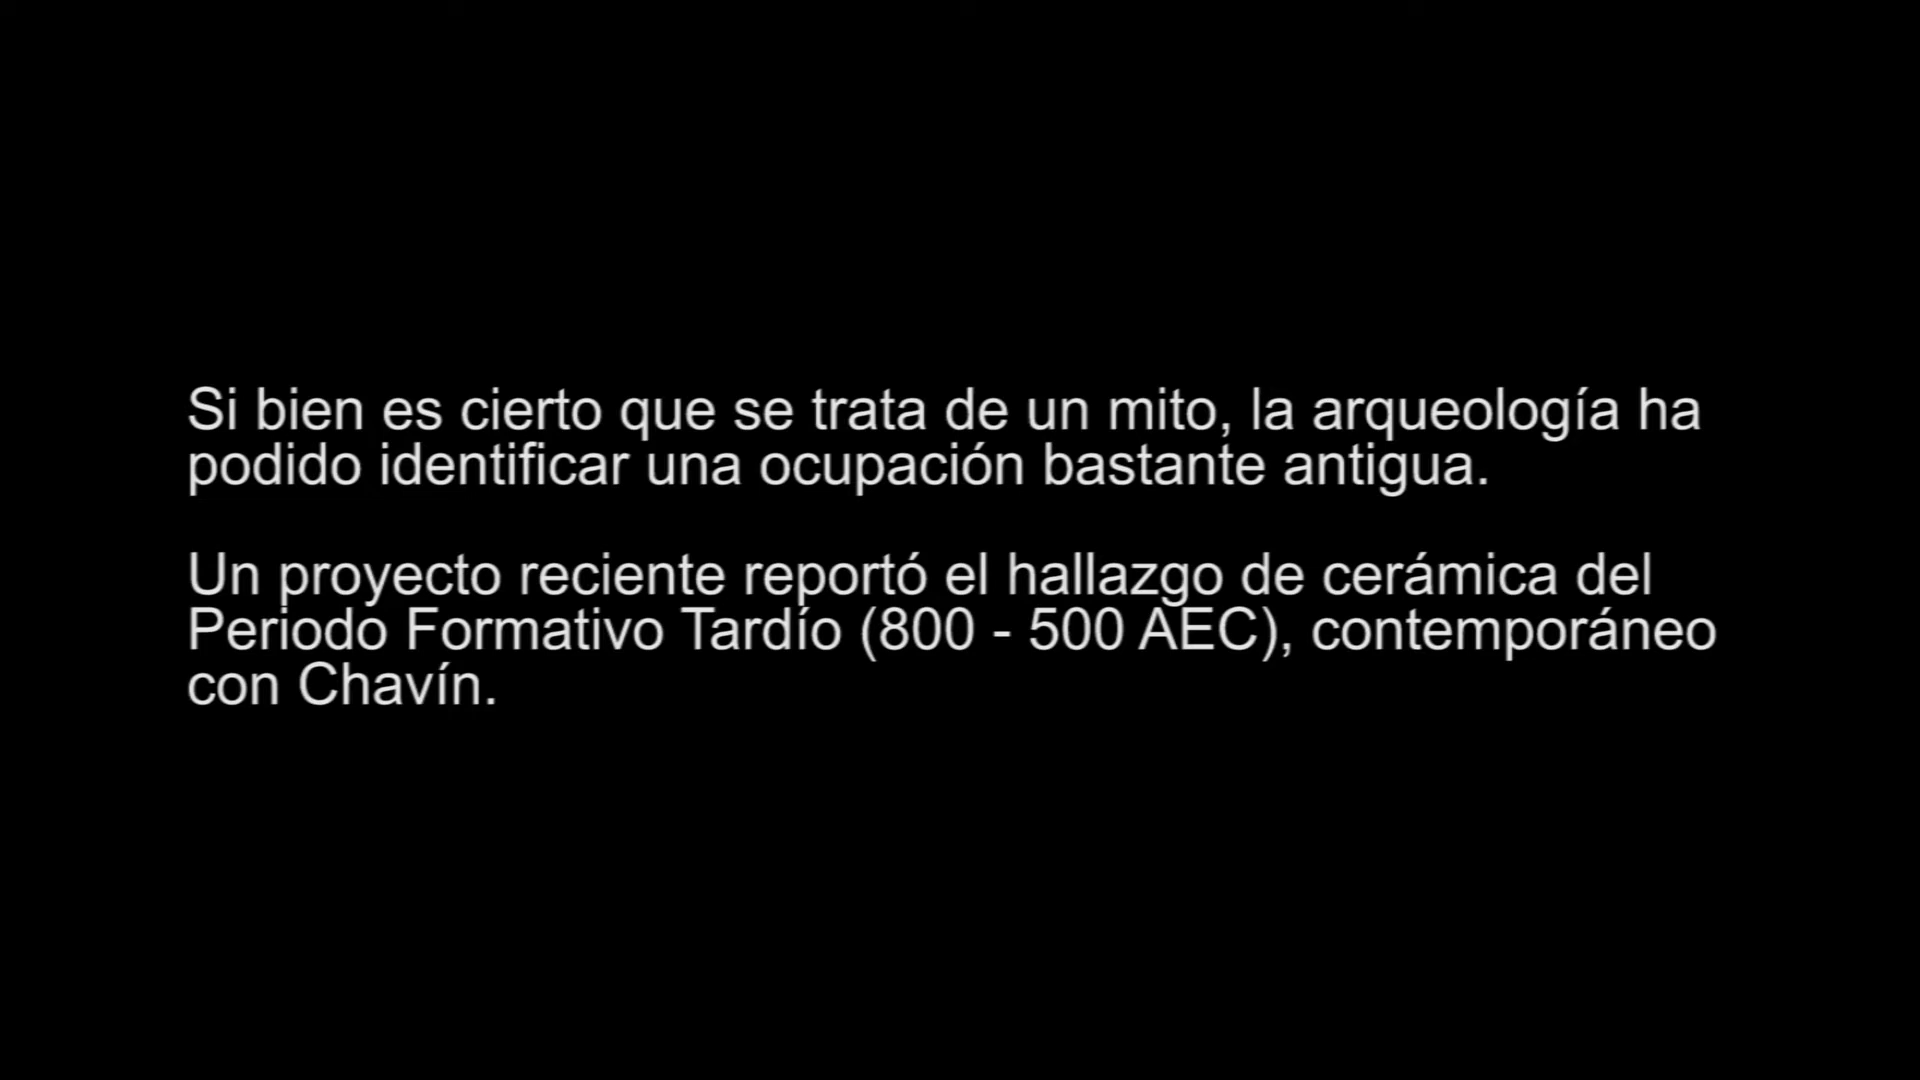 Si bien es cierto que se trata de un mito, la arqueología ha
podido identificar una ocupación bastante antigua.
Un proyecto reciente reportó el hallazgo de cerámica del
Periodo Formativo Tardío (800 - 500 AEC), contemporáneo
con Chavín.